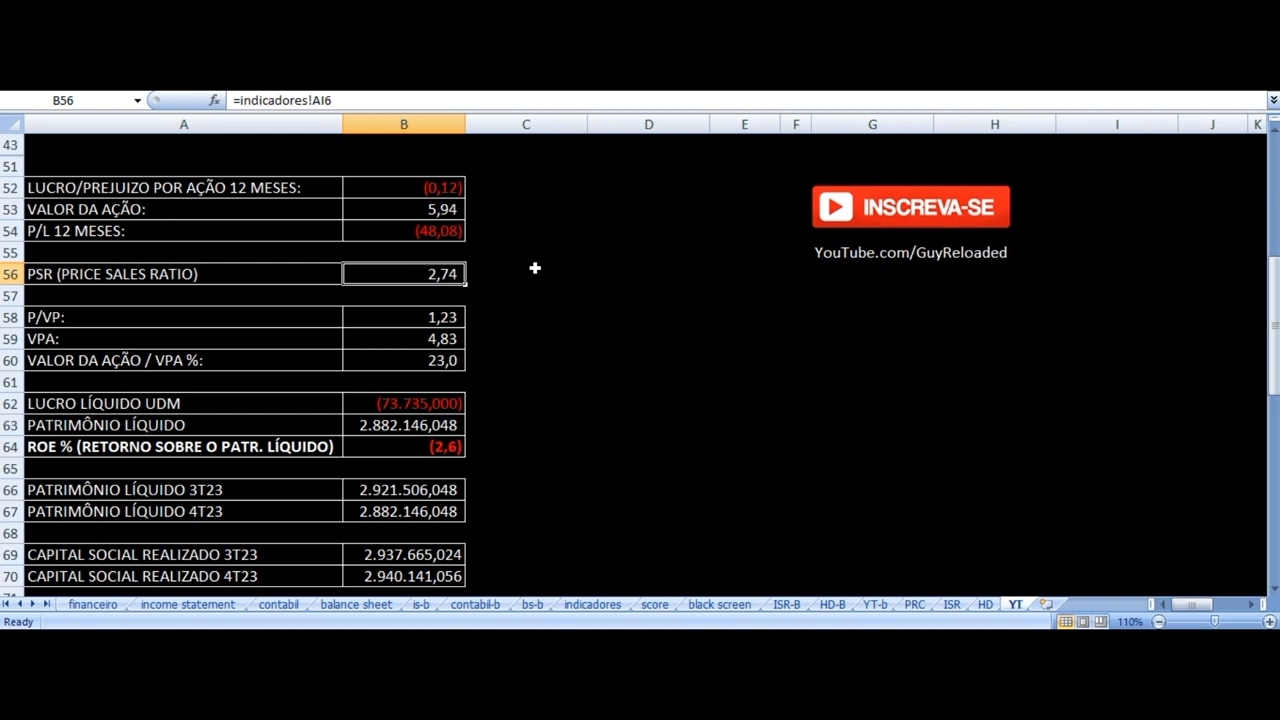 B56 fx =indicadores!AI6
A B C D E F G H I J K
43
51
52 LUCRO/PREJUIZO POR AÇÃO 12 MESES: (0,12)
53 VALOR DA AÇÃO: 5,94
54 P/L 12 MESES: (48,08)
55
56 PSR (PRICE SALES RATIO) 2,74
57
58 P/VP: 1,23
59 VPA: 4,83
60 VALOR DA AÇÃO / VPA %: 23,0
61
62 LUCRO LÍQUIDO UDM (73.735,000)
63 PATRIMÔNIO LÍQUIDO 2.882.146,048
64 ROE % (RETORNO SOBRE O PATR. LÍQUIDO) (2,6)
65
66 PATRIMÔNIO LÍQUIDO 3T23 2.921.506,048
67 PATRIMÔNIO LÍQUIDO 4T23 2.882.146,048
68
69 CAPITAL SOCIAL REALIZADO 3T23 2.937.665,024
70 CAPITAL SOCIAL REALIZADO 4T23 2.940.141,056
INSCREVA-SE
YouTube.com/GuyReloaded
financeiro income statement contabil balance sheet is-b contabil-b bs-b indicadores score black screen ISR-B HD-B YT-b PRC ISR HD YT
Ready 110%